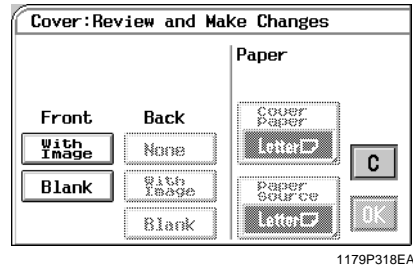 Cover:Review and Make Changes
Paper
Front Back
With
Image
Blank
None
With
Image
Blank
Cover
Paper
Letter
Paper
Source
Letter
C
OK
1179P318EA